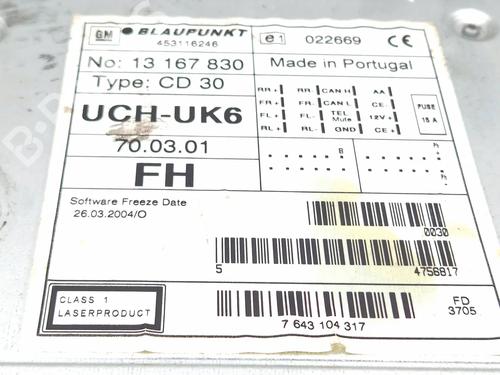 GM BLAUPUNKT
453116246
e1 022669 CE
No: 13 167 830
Made in Portugal
Type: CD 30
UCH-UK6
70.03.01
FH
RR + RR- CAN H AA
FR + FR- CAN L CE-
FL + FL- TEL Mute 12V+
RL + RL- GND CE +
FUSE
15 A
B
Software Freeze Date
26.03.2004/O
0030
5 4756817
CLASS 1
LASERPRODUCT
7 643 104 317
FD
3705